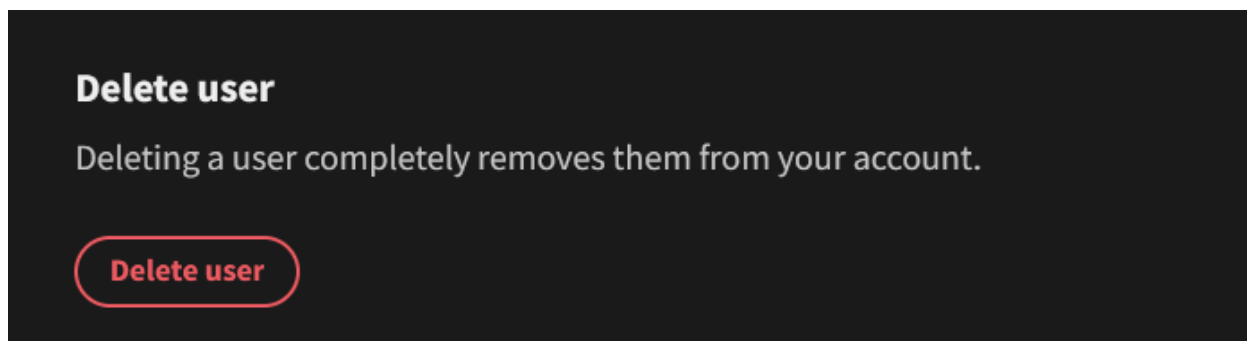 Delete user
Deleting a user completely removes them from your account.
Delete user